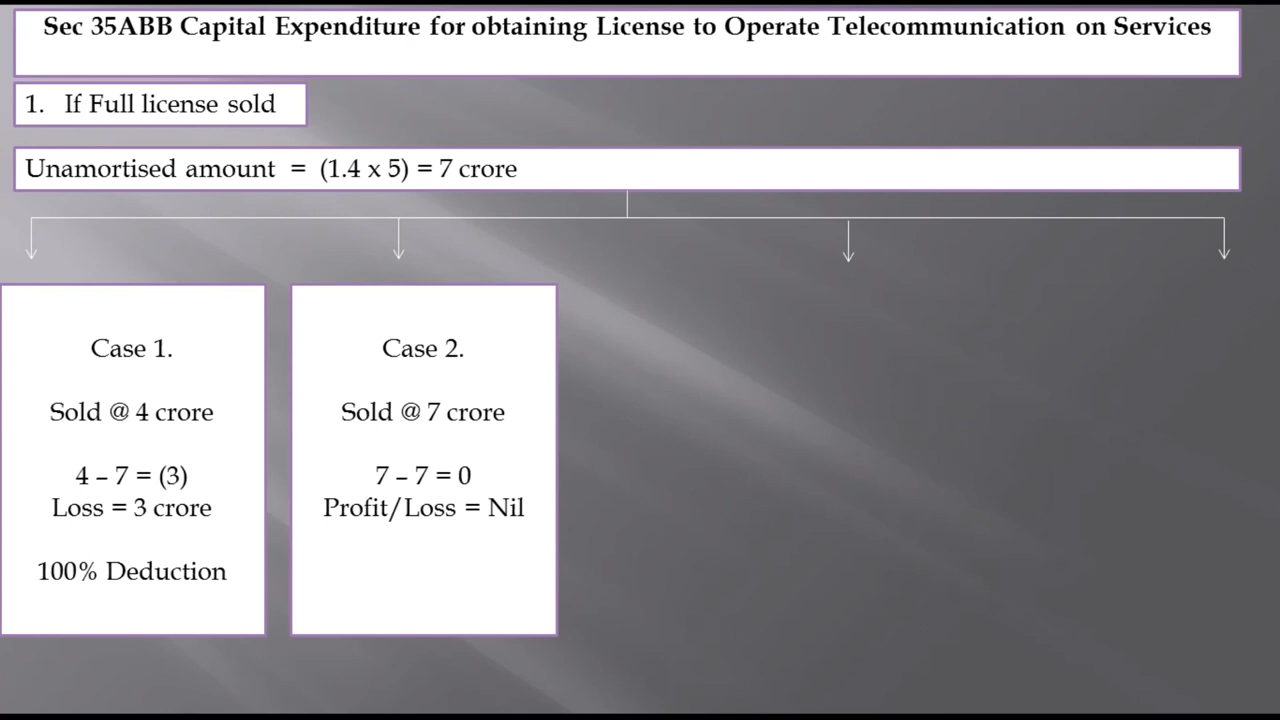 Sec 35ABB Capital Expenditure for obtaining License to Operate Telecommunication on Services
1. If Full license sold
Unamortised amount = (1.4 x 5) = 7 crore
Case 1.
Sold @ 4 crore
4 – 7 = (3)
Loss = 3 crore
100% Deduction
Case 2.
Sold @ 7 crore
7 – 7 = 0
Profit/Loss = Nil